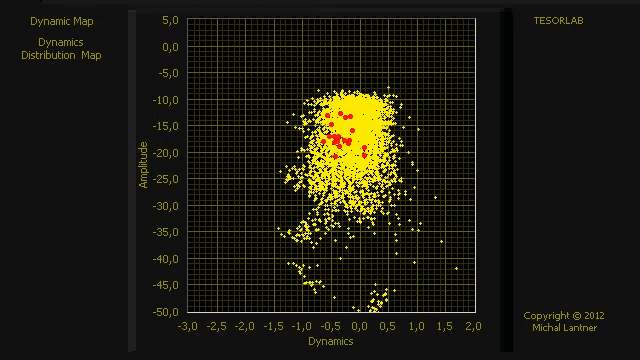 Dynamic Map
Dynamics
Distribution Map
TESORLAB
Amplitude
5,0
0,0
-5,0
-10,0
-15,0
-20,0
-25,0
-30,0
-35,0
-40,0
-45,0
-50,0
-3,0 -2,5 -2,0 -1,5 -1,0 -0,5 0,0 0,5 1,0 1,5 2,0
Dynamics
Copyright © 2012
Michal Lantner